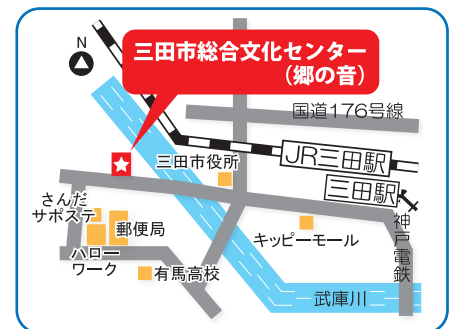 N
三田市総合文化センター
（郷の音）
国道176号線
JR三田駅
三田市役所
三田駅
さんだ
サポステ
郵便局
ハロー
ワーク
有馬高校
キッピーモール
神戸電鉄
武庫川